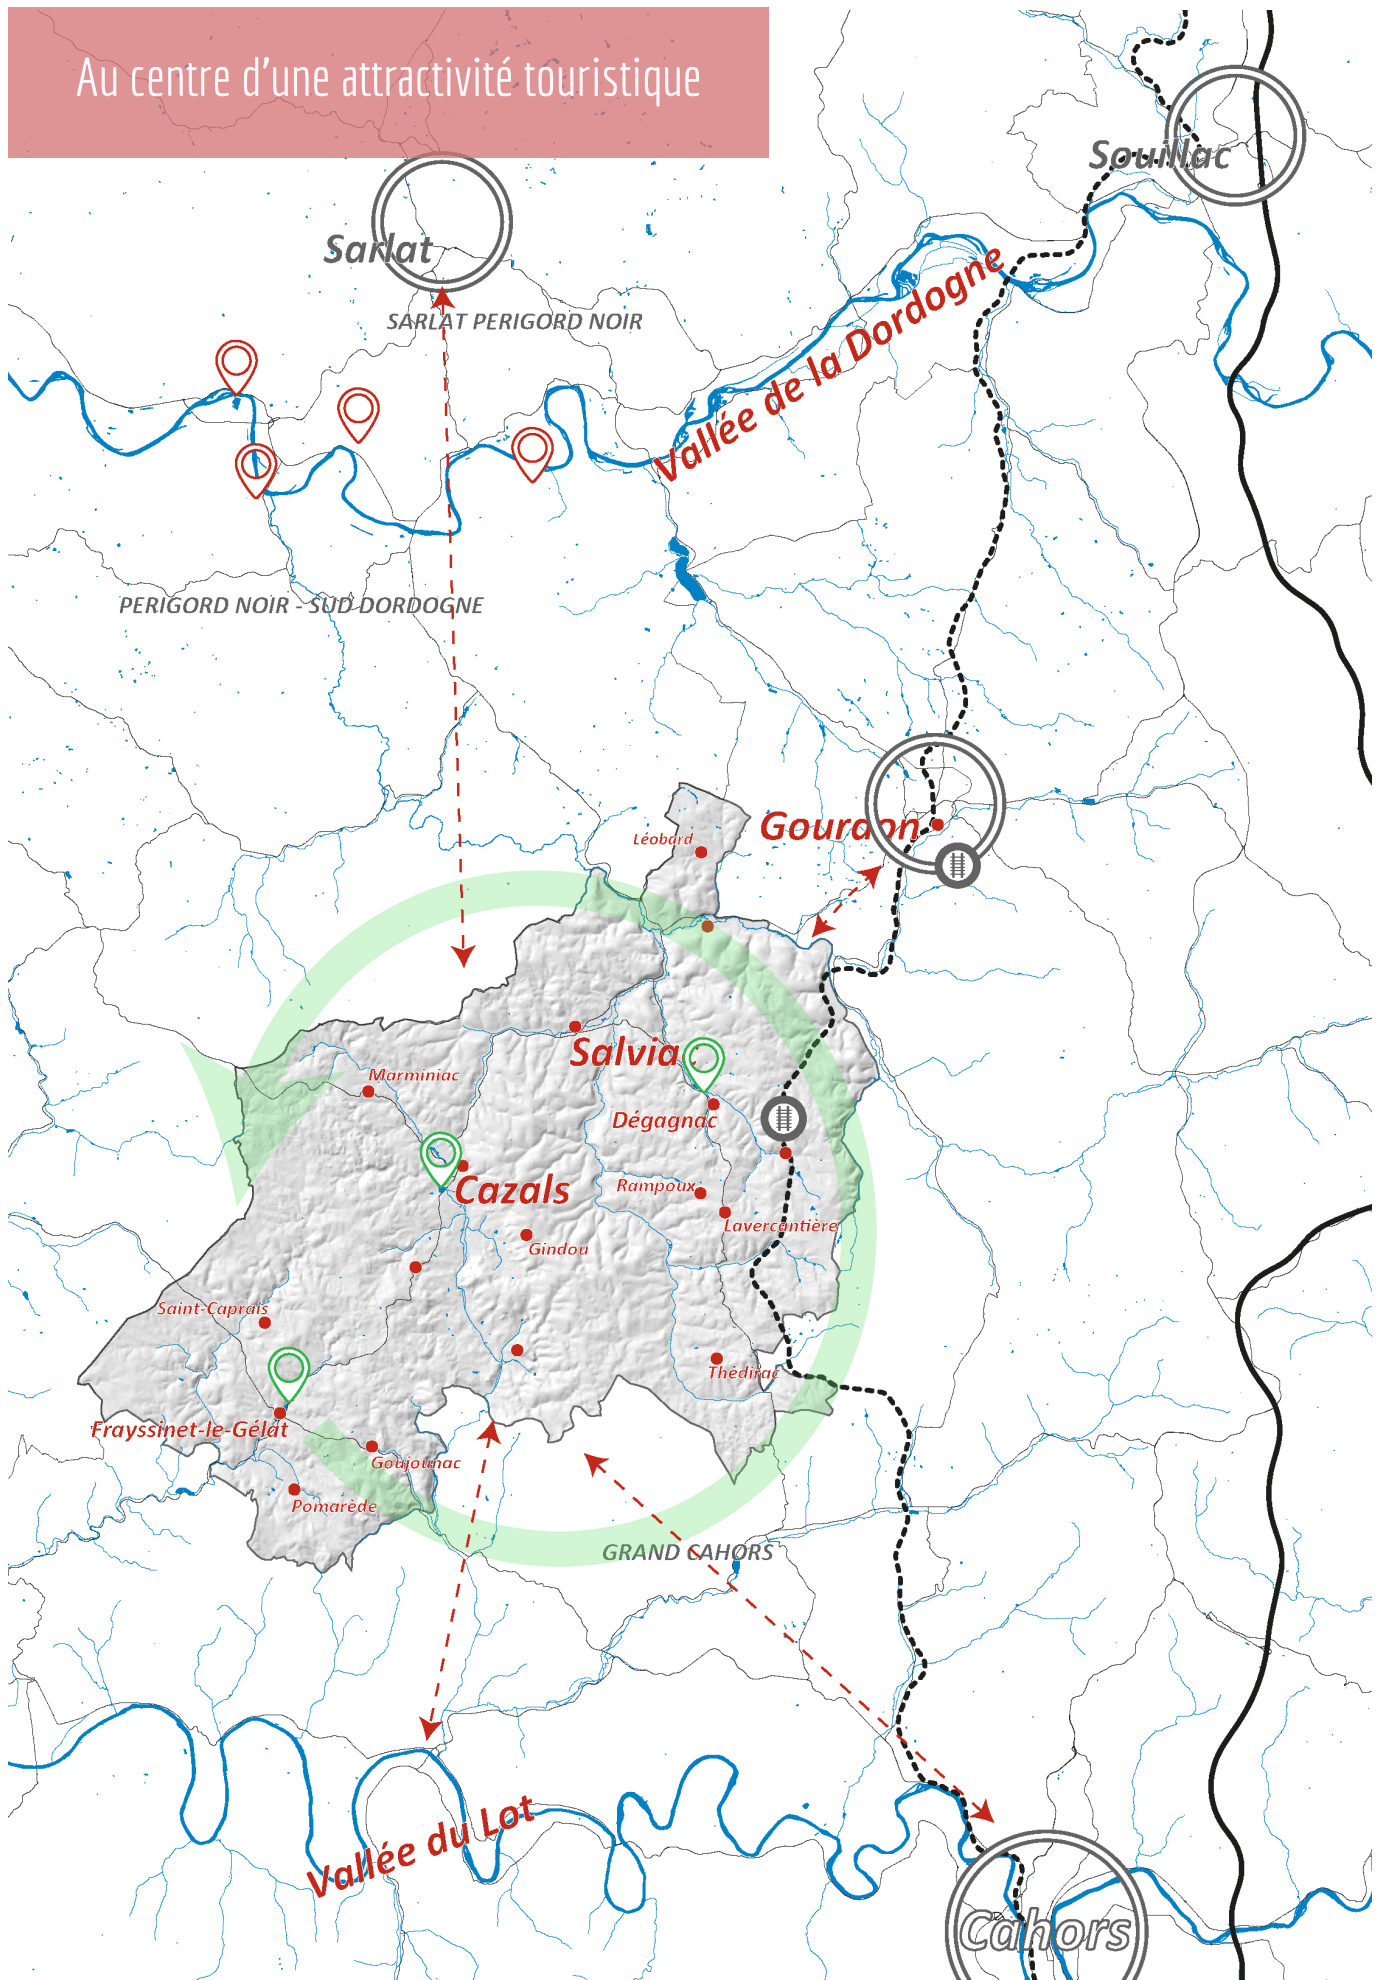 Au centre d'une attractivité touristique
Souillac
Sarlat
Vallée de la Dordogne
SARLAT PERIGORD NOIR
PERIGORD NOIR - SUD DORDOGNE
Gourdon
Léobard
Salvia
Marminiac
Dégagnac
Cazals
Rampoux
Lavercantière
Gindou
Saint-Caprais
Thédirac
Frayssinet-le-Gélat
Goujounac
Pomarède
GRAND CAHORS
Vallée du Lot
Cahors